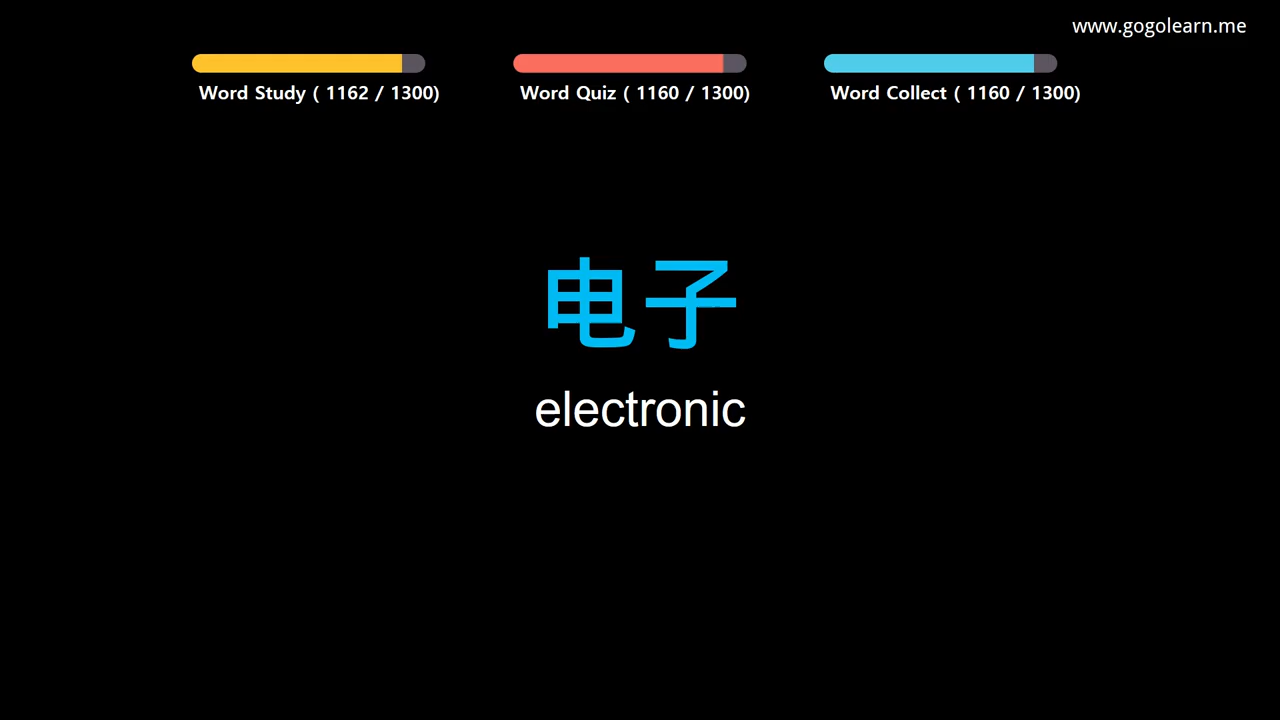 www.gogolearn.me
Word Study ( 1162 / 1300)
Word Quiz ( 1160 / 1300)
Word Collect ( 1160 / 1300)
电子
electronic